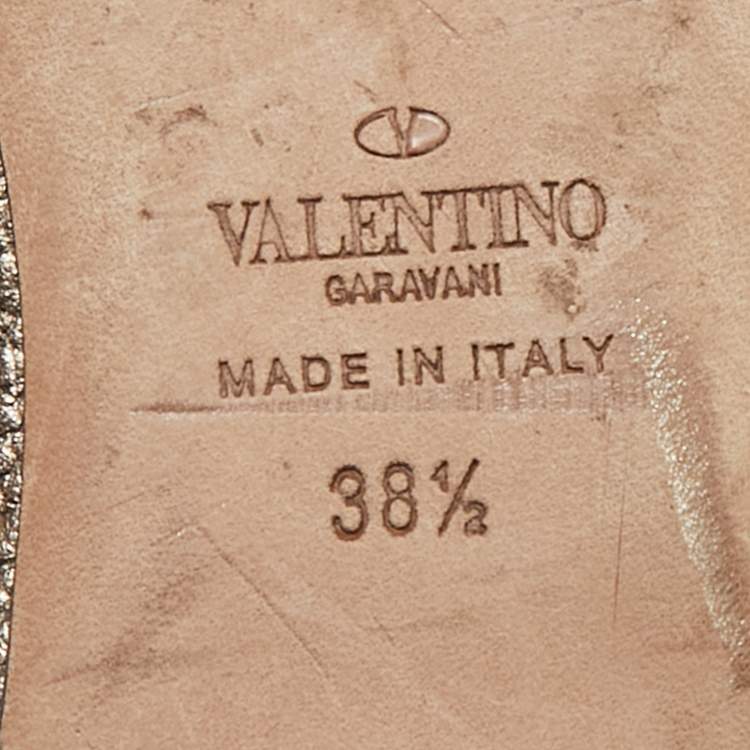 VALENTINO
GARAVANI
MADE IN ITALY
38½